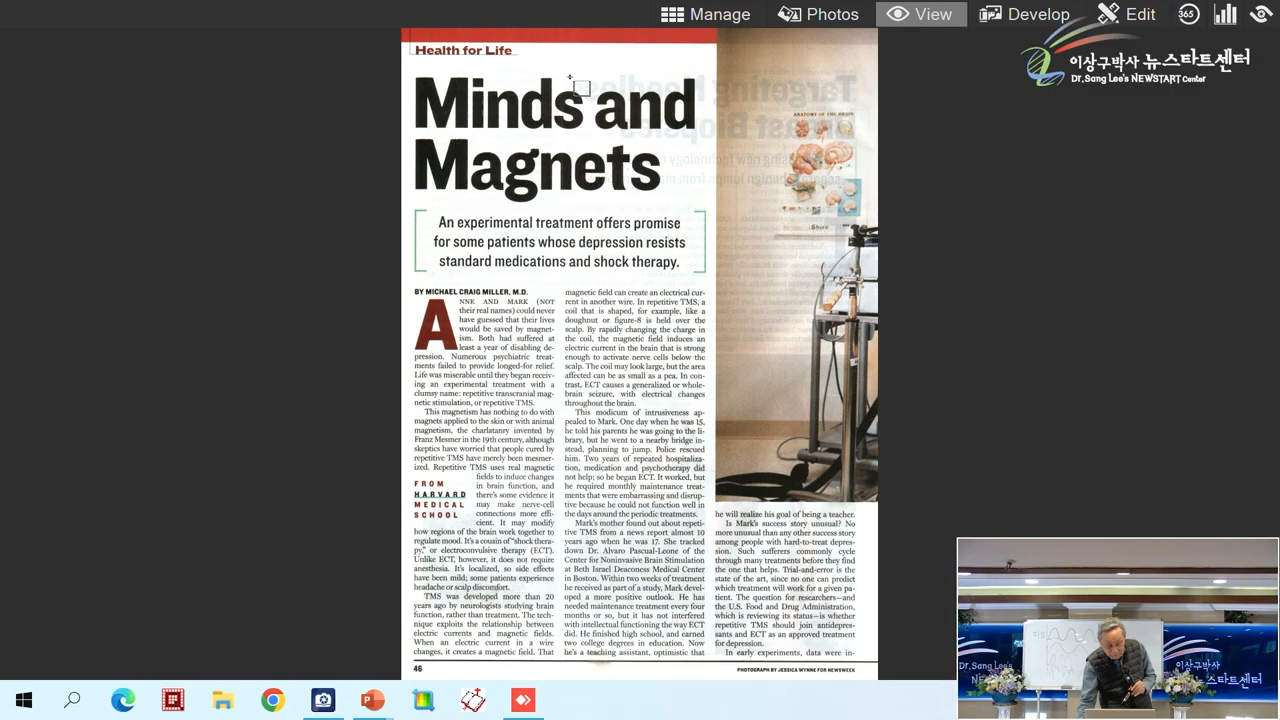 Manage
View
Develop
Edit
365
이상구박사 뉴스타트센터
Dr.Sang Lee's NEWSTART Center
Health for Life
Minds and
Magnets
An experimental treatment offers promise
for some patients whose depression resists
standard medications and shock therapy.
BY MICHAEL CRAIG MILLER, M.D.
ANNE AND MARK (NOT
their real names) could never
have guessed that their lives
would be saved by magnet-
ism. Both had suffered at
least a year of disabling de-
pression. Numerous psychiatric treat-
ments failed to provide longed-for relief.
Life was miserable until they began receiv-
ing an experimental treatment with a
clumsy name: repetitive transcranial mag-
netic stimulation, or repetitive TMS.
This magnetism has nothing to do with
magnets applied to the skin or with animal
magnetism, the charlatanry invented by
Franz Mesmer in the 19th century, although
skeptics have worried that people cured by
repetitive TMS have merely been mesmer-
ized. Repetitive TMS uses real magnetic
fields to induce changes
in brain function, and
there's some evidence it
may make nerve-cell
connections more effi-
cient. It may modify
FROM
HARVARD
MEDICAL
SCHOOL
how regions of the brain work together to
regulate mood. It's a cousin of "shock thera-
py," or electroconvulsive therapy (ECT).
Unlike ECT, however, it does not require
anesthesia. It's localized, so side effects
have been mild; some patients experience
headache or scalp discomfort.
TMS was developed more than 20
years ago by neurologists studying brain
function, rather than treatment. The tech-
nique exploits the relationship between
electric currents and magnetic fields.
When an electric current in a wire
changes, it creates a magnetic field. That
magnetic field can create an electrical cur-
rent in another wire. In repetitive TMS, a
coil that is shaped, for example, like a
doughnut or figure-8 is held over the
scalp. By rapidly changing the charge in
the coil, the magnetic field induces an
electric current in the brain that is strong
enough to activate nerve cells below the
scalp. The coil may look large, but the area
affected can be as small as a pea. In con-
trast, ECT causes a generalized or whole-
brain seizure, with electrical changes
throughout the brain.
This modicum of intrusiveness ap-
pealed to Mark. One day when he was 15,
he told his parents he was going to the li-
brary, but he went to a nearby bridge in-
stead, planning to jump. Police rescued
him. Two years of repeated hospitaliza-
tion, medication and psychotherapy did
not help; so he began ECT. It worked, but
he required monthly maintenance treat-
ments that were embarrassing and disrup-
tive because he could not function well in
the days around the periodic treatments.
Mark's mother found out about repeti-
tive TMS from a news report almost 10
years ago when he was 17. She tracked
down Dr. Alvaro Pascual-Leone of the
Center for Noninvasive Brain Stimulation
at Beth Israel Deaconess Medical Center
in Boston. Within two weeks of treatment
he received as part of a study, Mark devel-
oped a more positive outlook. He has
needed maintenance treatment every four
months or so, but it has not interfered
with intellectual functioning the way ECT
did. He finished high school, and earned
two college degrees in education. Now
he's a teaching assistant, optimistic that
ANATOMY OF THE BRAIN
Shire
he will realize his goal of being a teacher.
Is Mark's success story unusual? No
more unusual than any other success story
among people with hard-to-treat depres-
sion. Such sufferers commonly cycle
through many treatments before they find
the one that helps. Trial-and-error is the
state of the art, since no one can predict
which treatment will work for a given pa-
tient. The question for researchers—and
the U.S. Food and Drug Administration,
which is reviewing its status—is whether
repetitive TMS should join antidepres-
sants and ECT as an approved treatment
for depression.
In early experiments, data were in-
46
PHOTOGRAPH BY JESSICA WYNNE FOR NEWSWEEK
Dr.Sang Lee's